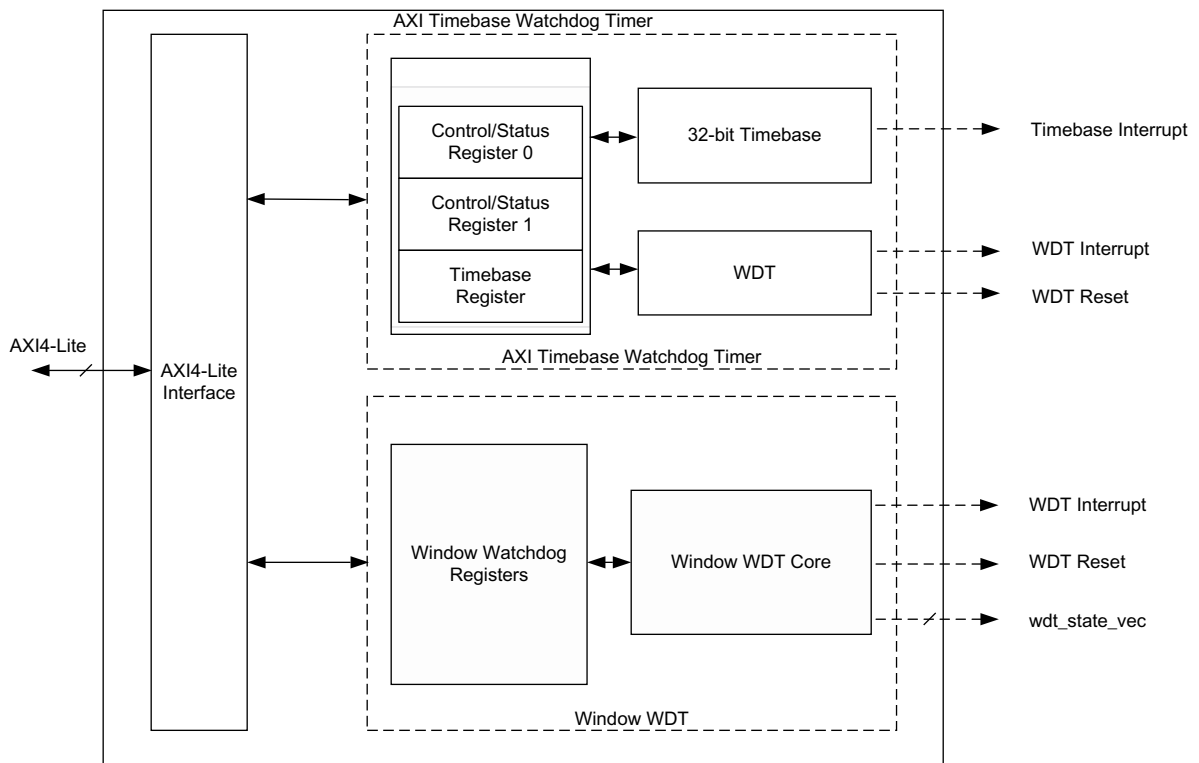 AXI Timebase Watchdog Timer
Control/Status
Register 0
32-bit Timebase
Timebase Interrupt
Control/Status
Register 1
Timebase
Register
WDT
WDT Interrupt
WDT Reset
AXI4-Lite
AXI4-Lite
Interface
AXI Timebase Watchdog Timer
Window Watchdog
Registers
Window WDT Core
WDT Interrupt
WDT Reset
wdt_state_vec
Window WDT